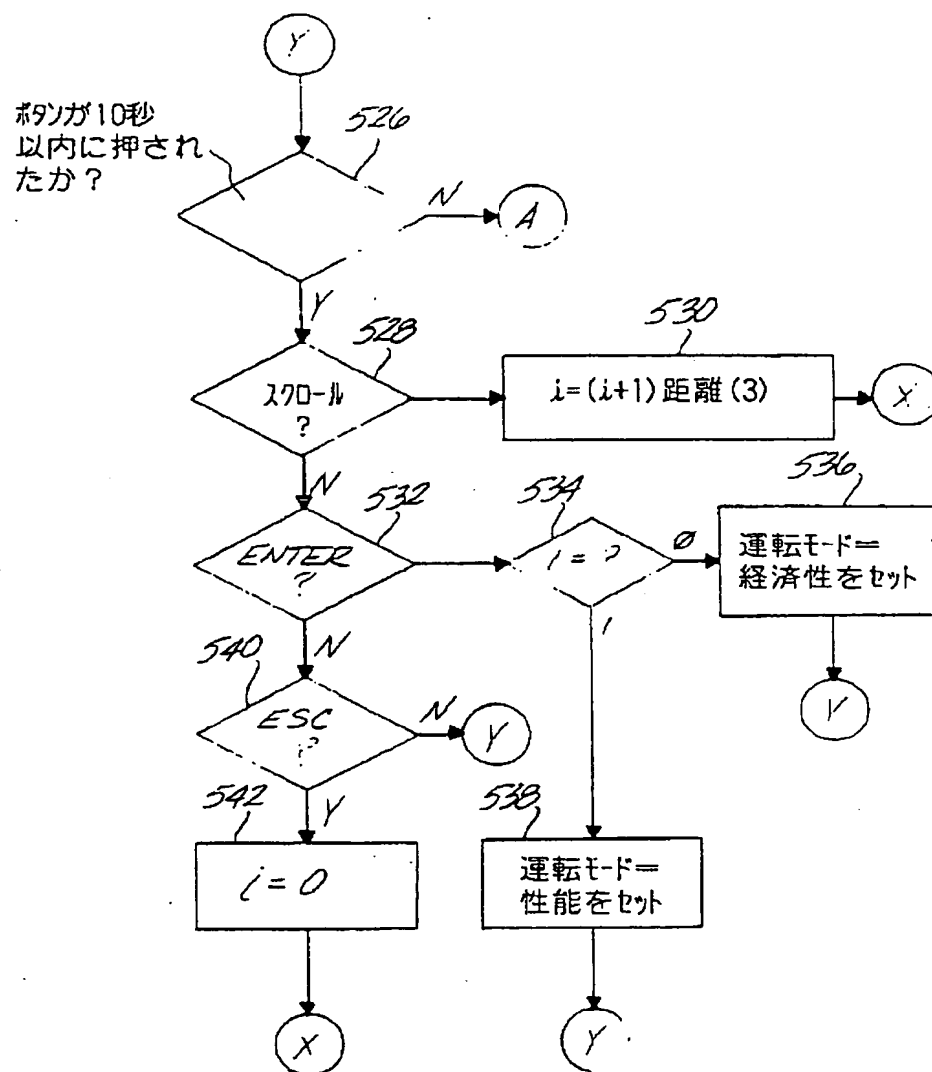 Y
ボタンが10秒
以内に押され
たか?
526
N
A
Y
528
スクロール
?
530
i=(i+1)距離(3)
X
N
532
ENTER
?
534
i=?
Ø
536
運転モード=
経済性をセット
Y
1
N
540
ESC
?
N
Y
Y
542
i=0
X
538
運転モード=
性能をセット
Y